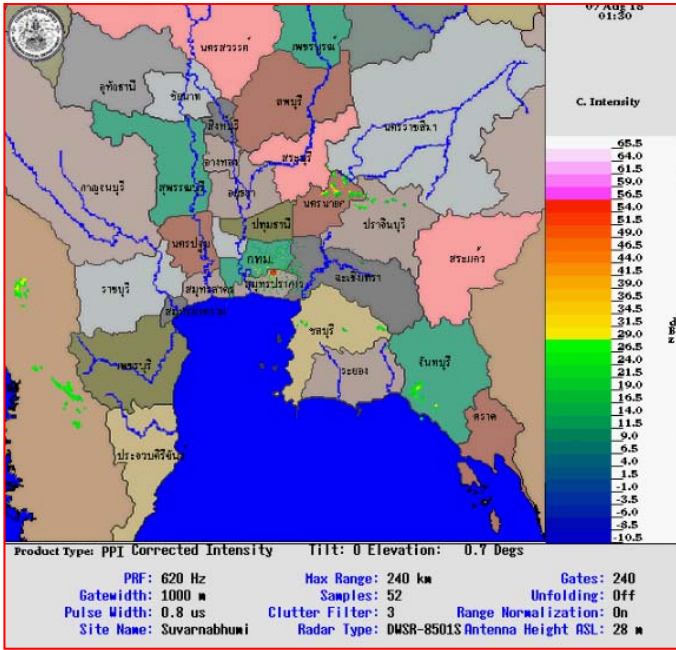 07 Aug 18
01:30
C. Intensity
65.5
64.0
61.5
59.0
56.5
54.0
51.5
49.0
46.5
44.0
41.5
39.0
36.5
34.0
31.5
29.0
26.5
24.0
21.5
19.0
16.5
14.0
11.5
9.0
6.5
4.0
1.5
-1.0
-3.5
-6.0
-8.5
-10.5
นครสวรรค์
เพชรบูรณ์
อุทัยธานี
ชัยนาท
ลพบุรี
สิงห์บุรี
นครราชสีมา
อ่างทอง
สระบุรี
กาญจนบุรี
สุพรรณบุรี
อยุธยา
นครนายก
ปราจีนบุรี
ปทุมธานี
นครปฐม
กทม.
สระแก้ว
ราชบุรี
ฉะเชิงเทรา
สมุทรสาคร
สมุทรปราการ
สมุทรสงคราม
ชลบุรี
เพชรบุรี
ระยอง
จันทบุรี
ตราด
ประจวบคีรีขันธ์
Product Type: PPI Corrected Intensity Tilt: 0 Elevation: 0.7 Degs
PRF: 620 Hz Max Range: 240 km Gates: 240
Gatewidth: 1000 m Samples: 52 Unfolding: Off
Pulse Width: 0.8 us Clutter Filter: 3 Range Normalization: On
Site Name: Suvarnabhumi Radar Type: DWSR-8501S Antenna Height ASL: 28 m